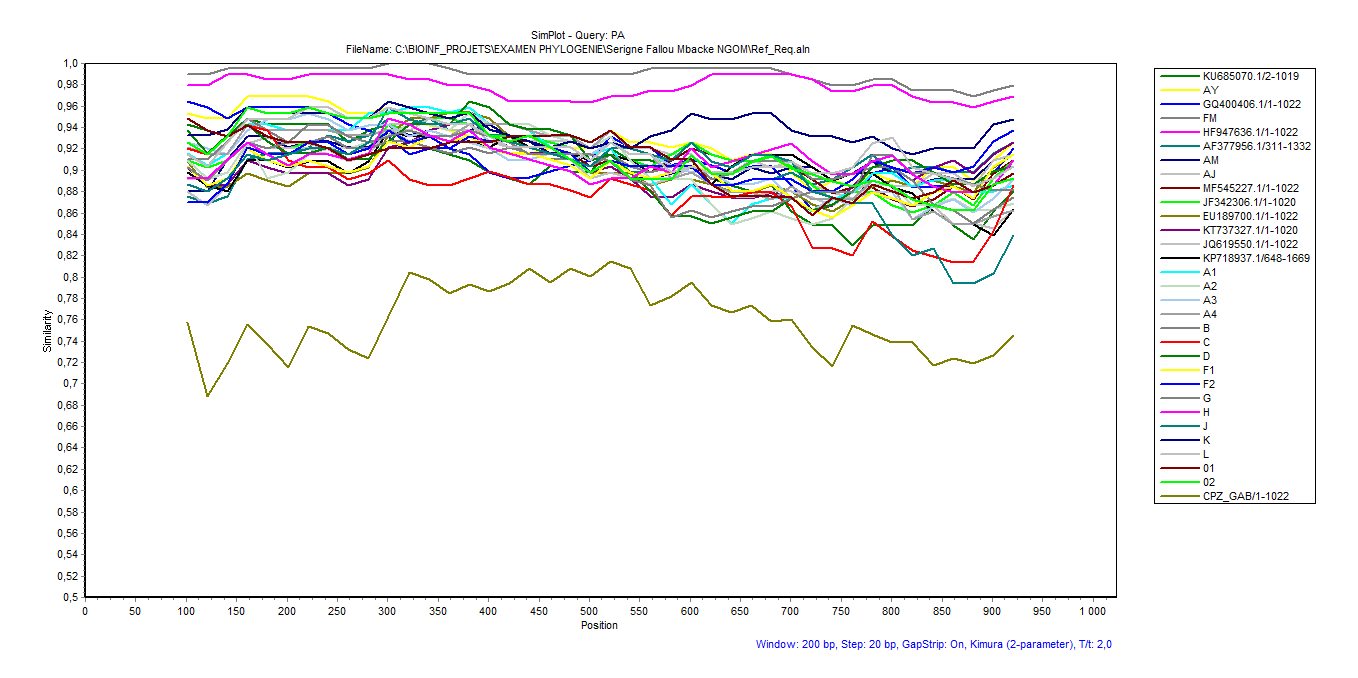 SimPlot - Query: PA
FileName: C:\BIOINF_PROJETS\EXAMEN PHYLOGENIE\Serigne Fallou Mbacke NGOM\Ref_Req.aln
1,0
0,98
0,96
0,94
0,92
0,9
0,88
0,86
0,84
0,82
0,8
0,78
0,76
0,74
0,72
0,7
0,68
0,66
0,64
0,62
0,6
0,58
0,56
0,54
0,52
0,5
Similarity
0 50 100 150 200 250 300 350 400 450 500 550 600 650 700 750 800 850 900 950 1 000
Position
Window: 200 bp, Step: 20 bp, GapStrip: On, Kimura (2-parameter), T/t: 2,0
KU685070.1/2-1019
AY
GQ400406.1/1-1022
FM
HF947636.1/1-1022
AF377956.1/311-1332
AM
AJ
MF545227.1/1-1022
JF342306.1/1-1020
EU189700.1/1-1022
KT737327.1/1-1020
JQ619550.1/1-1022
KP718937.1/648-1669
A1
A2
A3
A4
B
C
D
F1
F2
G
H
J
K
L
01
02
CPZ_GAB/1-1022